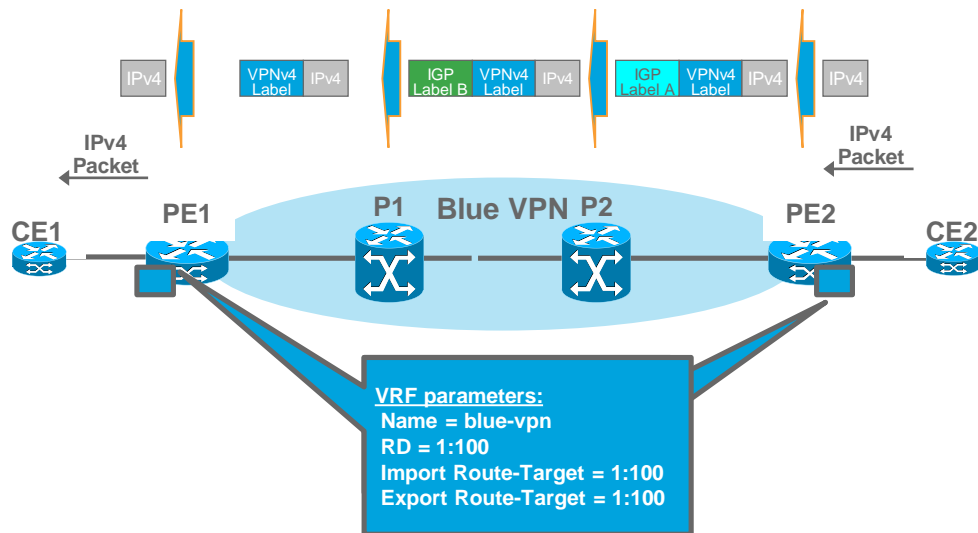 IPv4
VPNv4
Label
IPv4
IGP
Label B
VPNv4
Label
IPv4
IGP
Label A
VPNv4
Label
IPv4
IPv4
IPv4
Packet
IPv4
Packet
CE1
PE1
P1
Blue VPN
P2
PE2
CE2
VRF parameters:
Name = blue-vpn
RD = 1:100
Import Route-Target = 1:100
Export Route-Target = 1:100